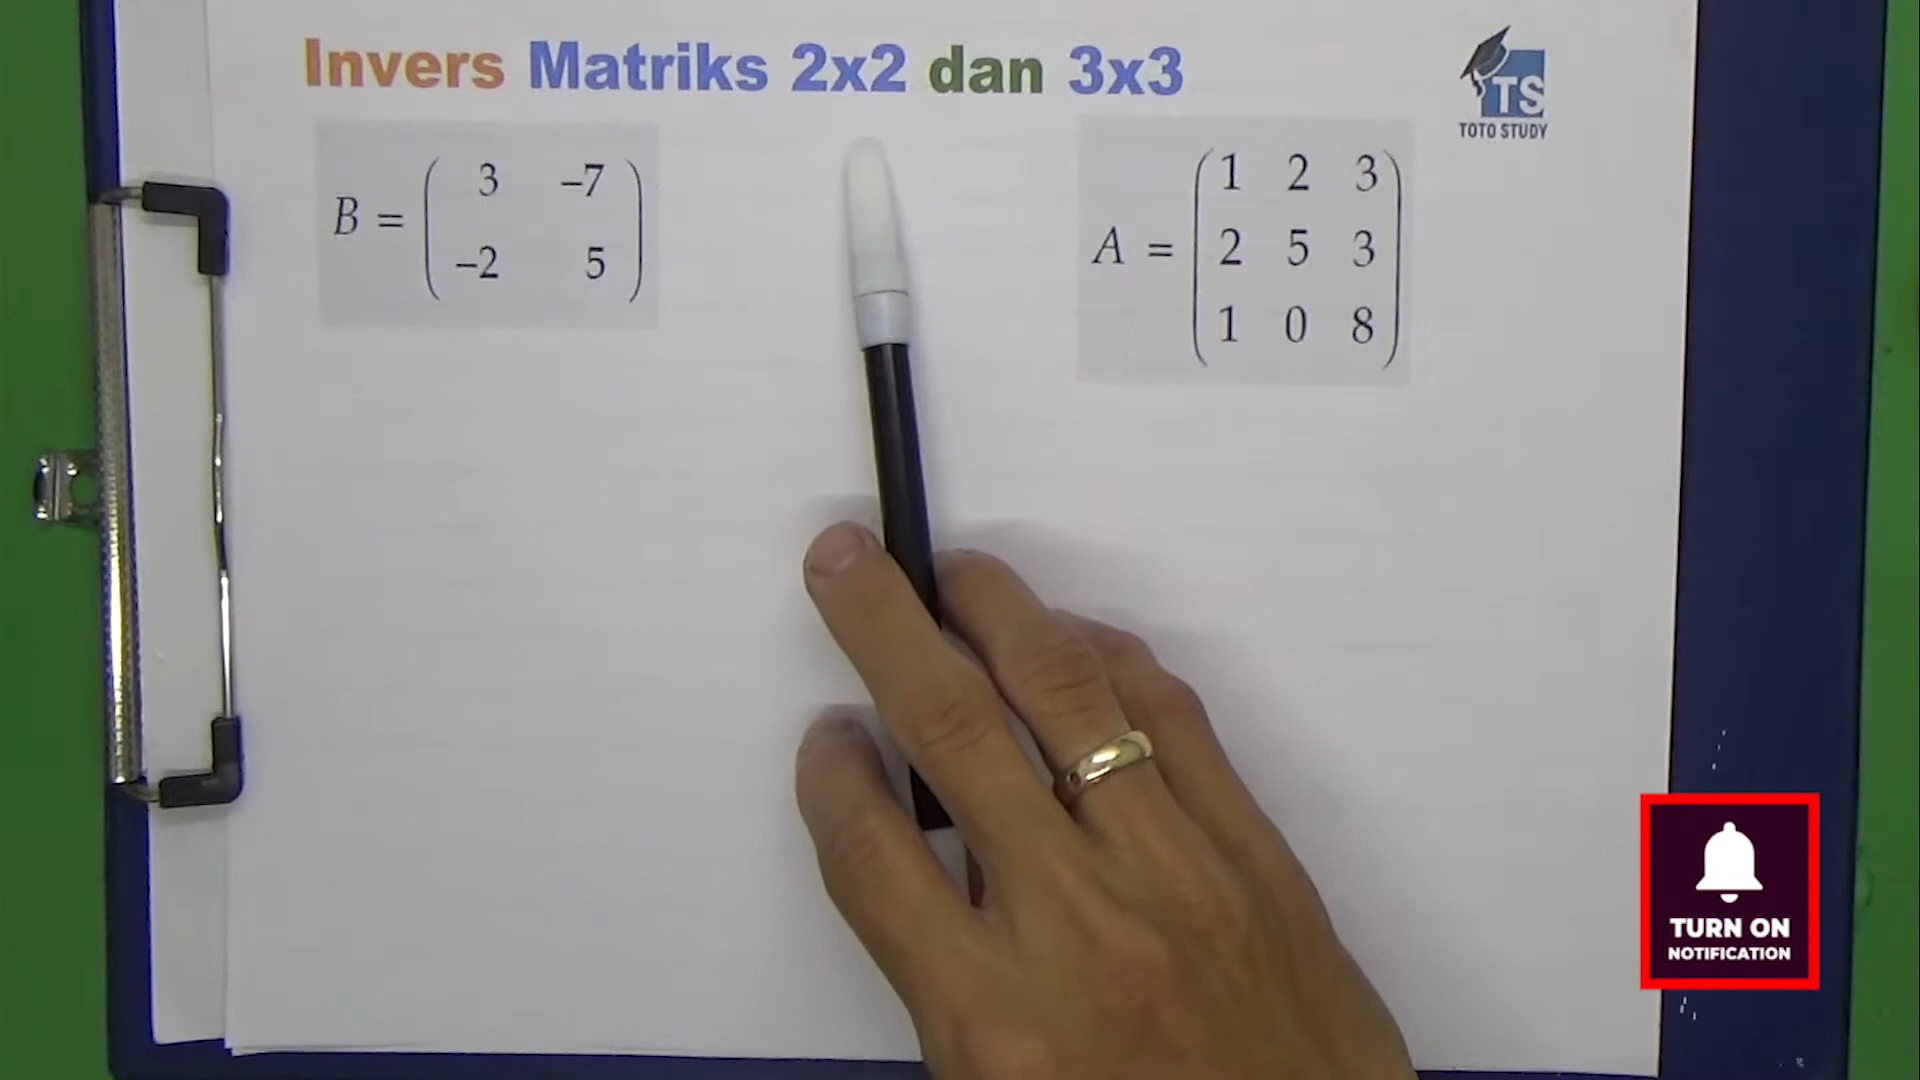 Invers Matriks 2x2 dan 3x3
TS
TOTO STUDY
B = ( 3 –7
–2 5 )
A = ( 1 2 3
2 5 3
1 0 8 )
TURN ON
NOTIFICATION